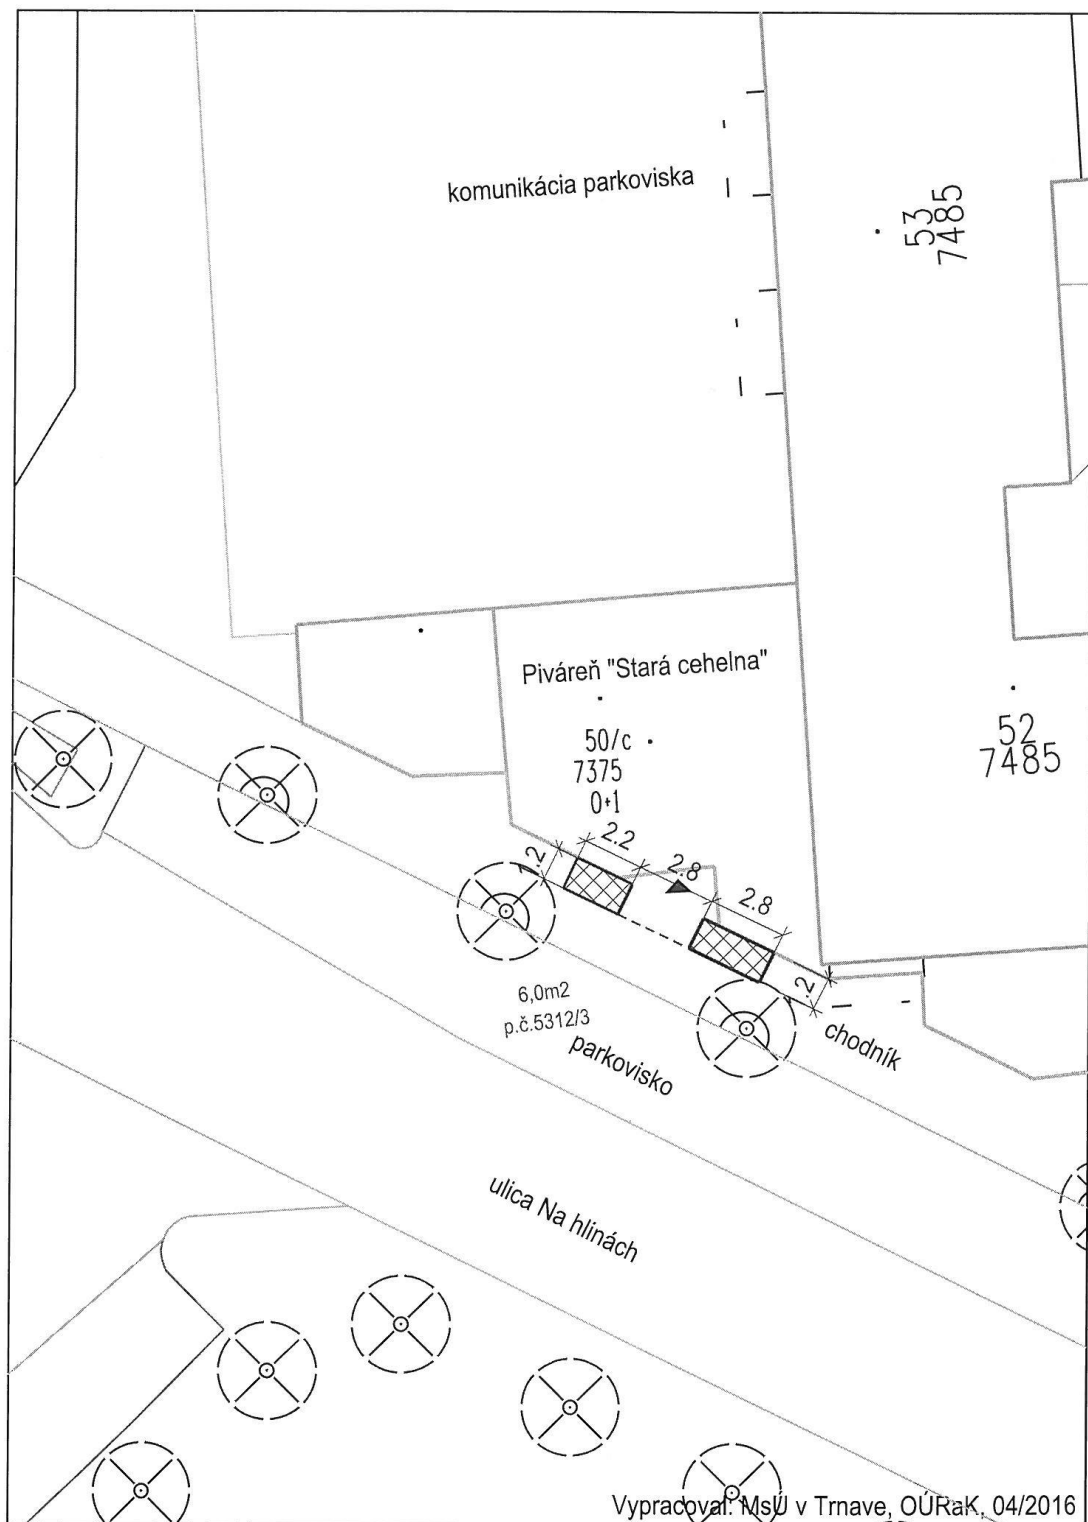 komunikácia parkoviska
53
7485
Piváreň "Stará cehelna"
50/c
7375
0+1
52
7485
2.2
1.2
2.8
2.8
1.2
6,0m2
p.č.5312/3
parkovisko
chodník
ulica Na hlinách
Vypracoval: MsÚ v Trnave, OÚRaK, 04/2016